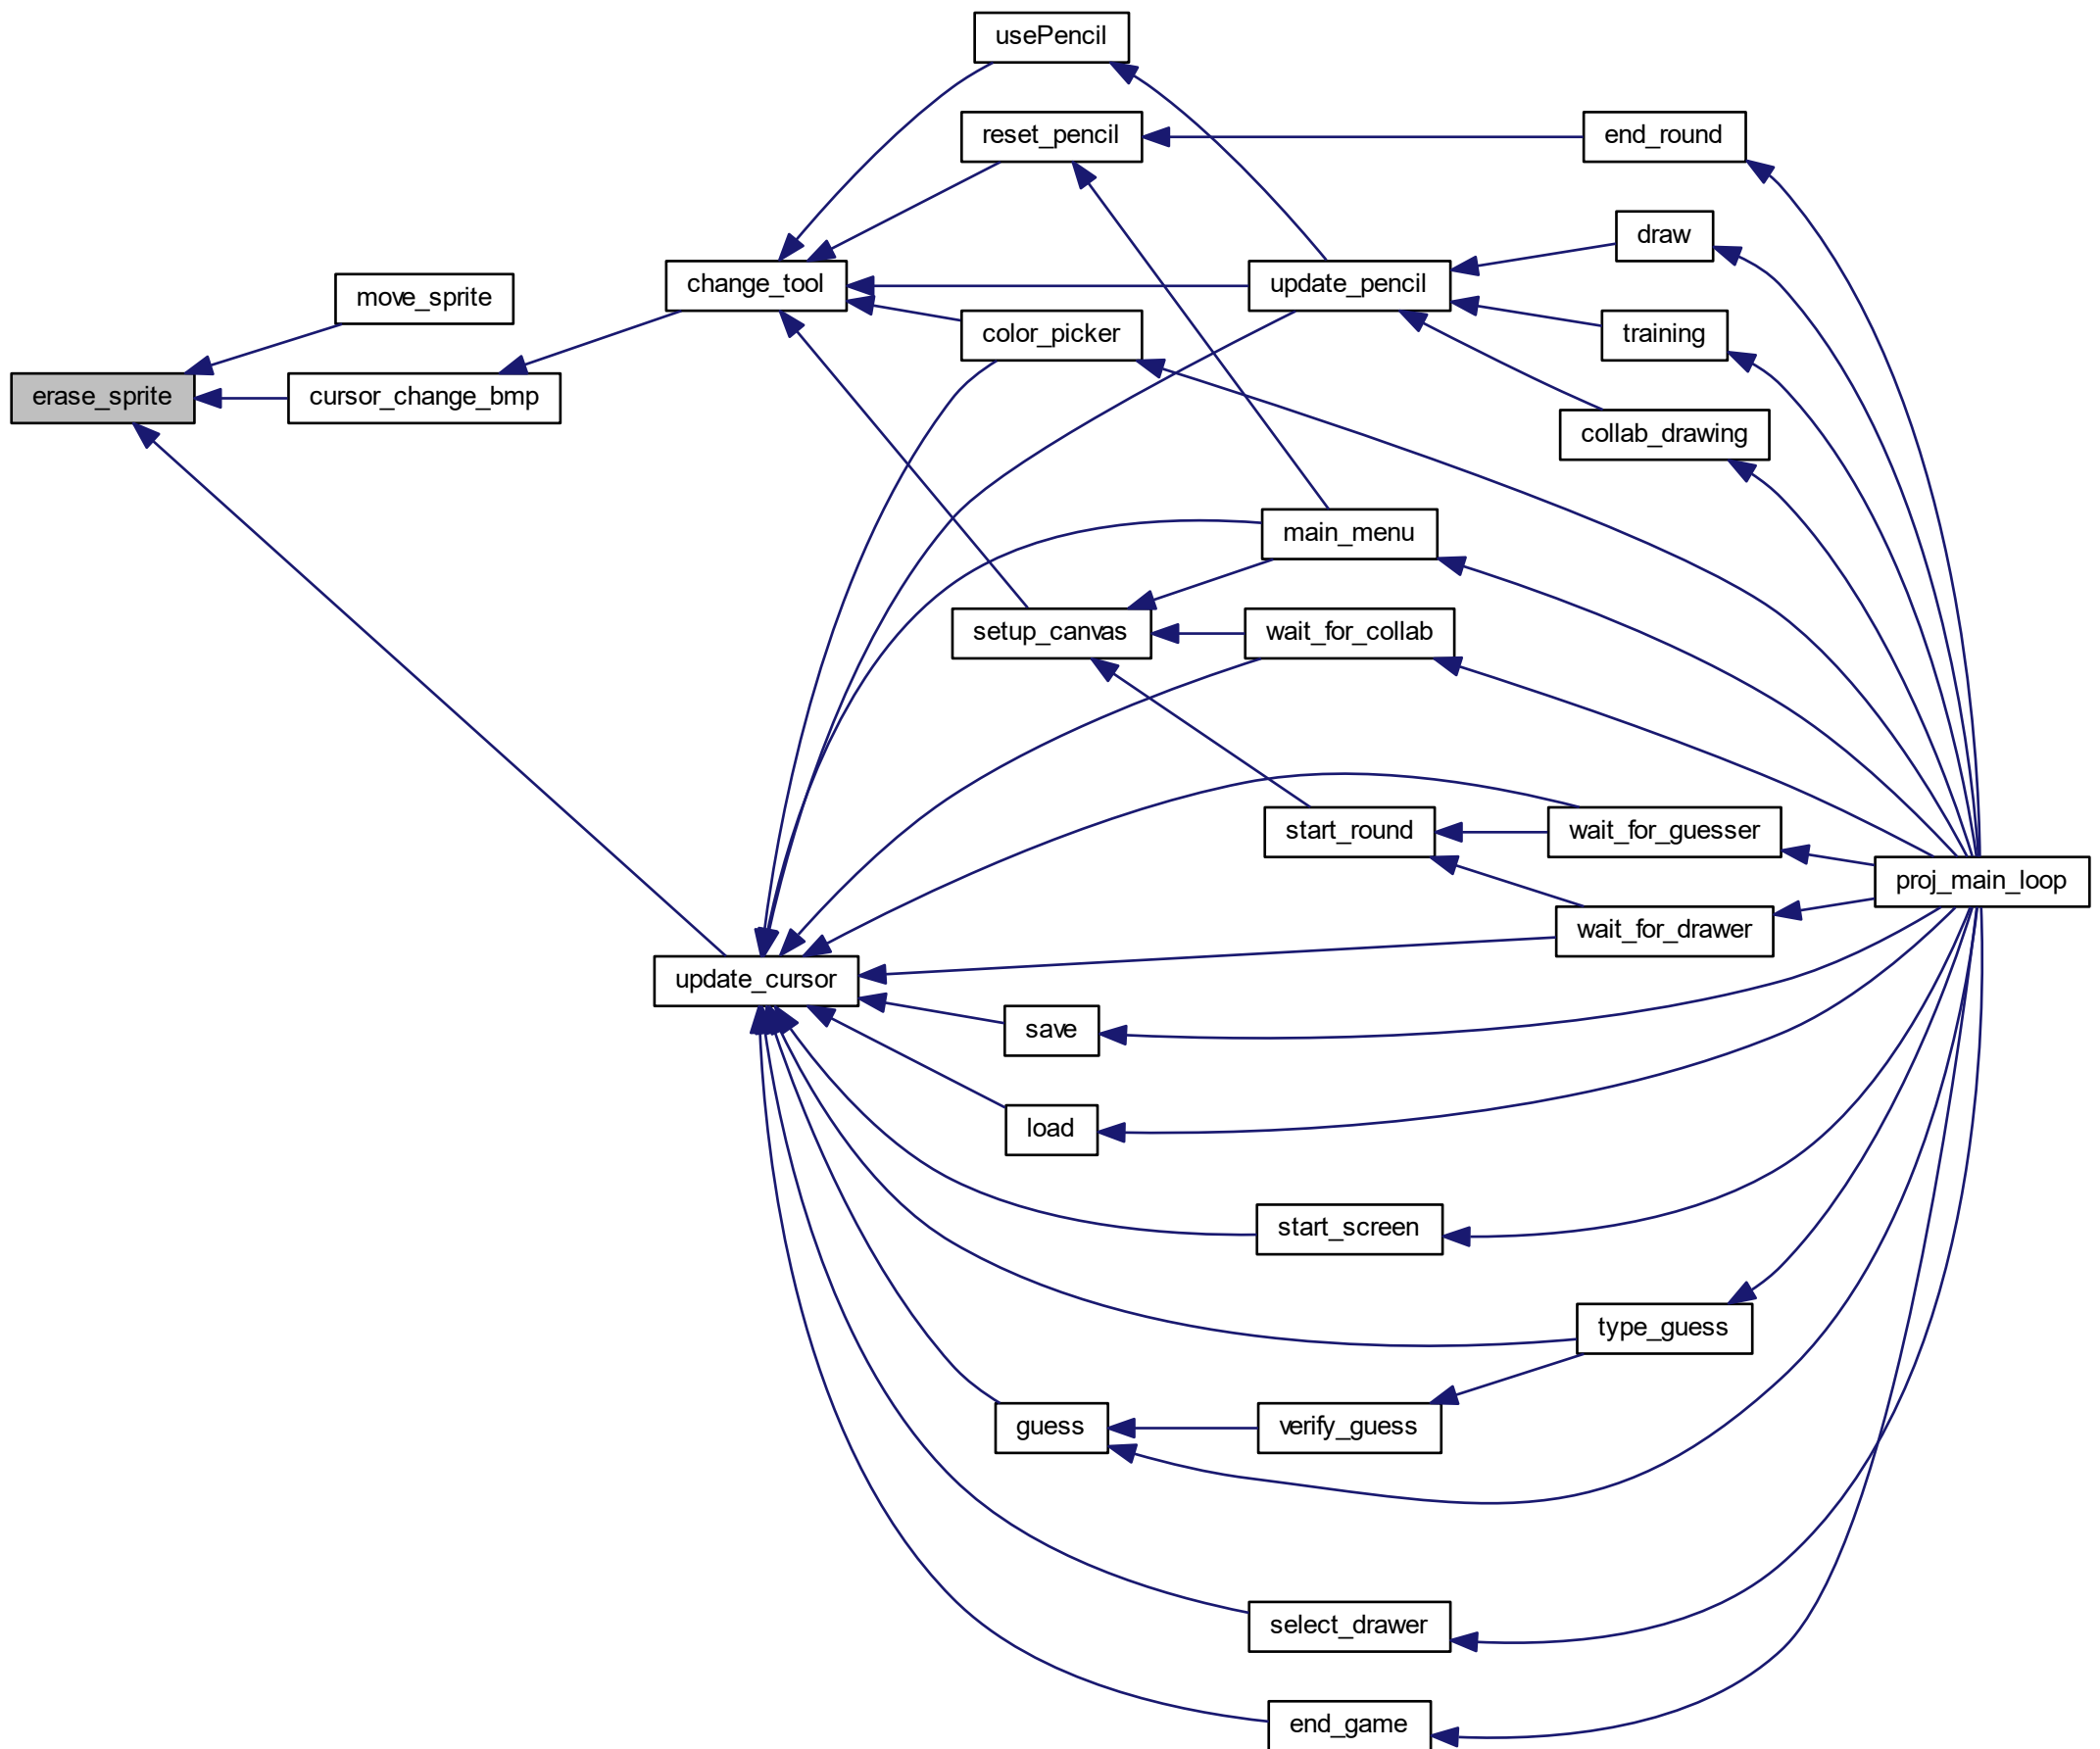 usePencil
reset_pencil
end_round
draw
move_sprite
change_tool
update_pencil
color_picker
training
erase_sprite
cursor_change_bmp
collab_drawing
main_menu
setup_canvas
wait_for_collab
start_round
wait_for_guesser
proj_main_loop
wait_for_drawer
update_cursor
save
load
start_screen
type_guess
guess
verify_guess
select_drawer
end_game